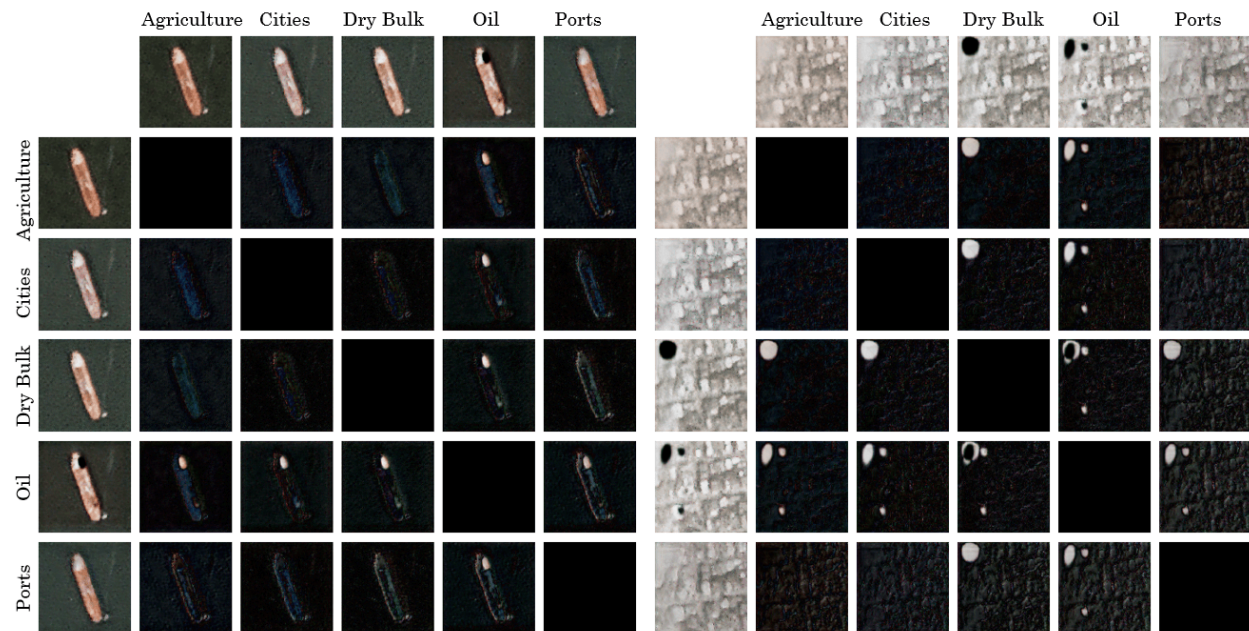 Agriculture Cities Dry Bulk Oil Ports
Agriculture Cities Dry Bulk Oil Ports
Agriculture
Cities
Dry Bulk
Oil
Ports